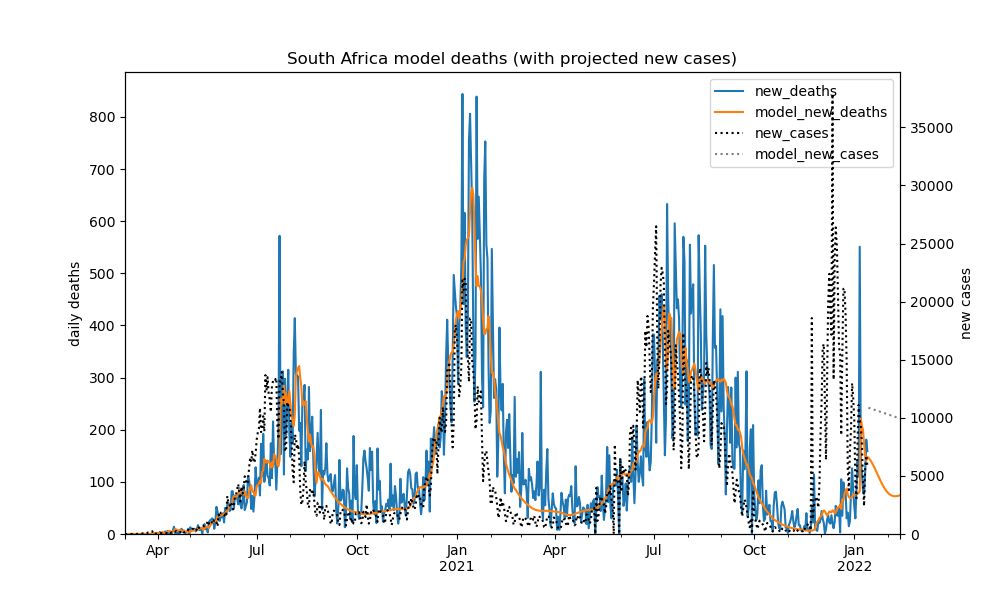 South Africa model deaths (with projected new cases)
new_deaths
model_new_deaths
new_cases
model_new_cases
daily deaths
new cases
800
700
600
500
400
300
200
100
0
35000
30000
25000
20000
15000
10000
5000
0
Apr Jul Oct Jan Apr Jul Oct Jan
2021 2022